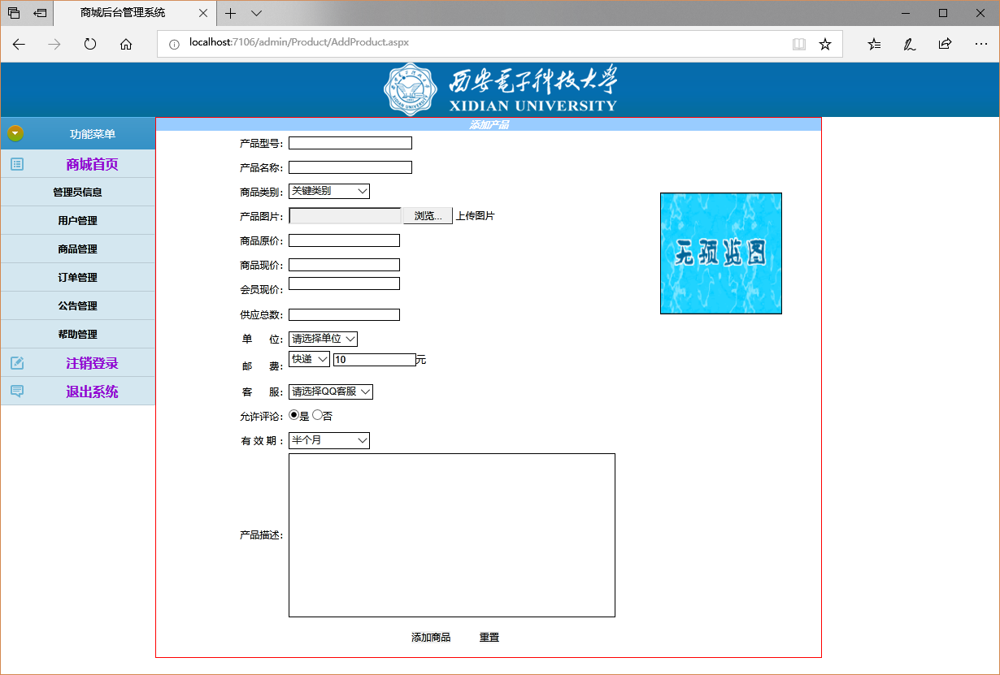 商城后台管理系统
localhost:7106/admin/Product/AddProduct.aspx
西安電子科技大学
XIDIAN UNIVERSITY
功能菜单
商城首页
管理员信息
用户管理
商品管理
订单管理
公告管理
帮助管理
注销登录
退出系统
添加产品
产品型号:
产品名称:
商品类别: 关键类别
产品图片: 浏览... 上传图片
商品原价:
商品现价:
会员现价:
供应总数:
单 位: 请选择单位
邮 费: 快递 10 元
客 服: 请选择QQ客服
允许评论: 是 否
有 效 期 : 半个月
产品描述:
无预览图
添加商品 重置